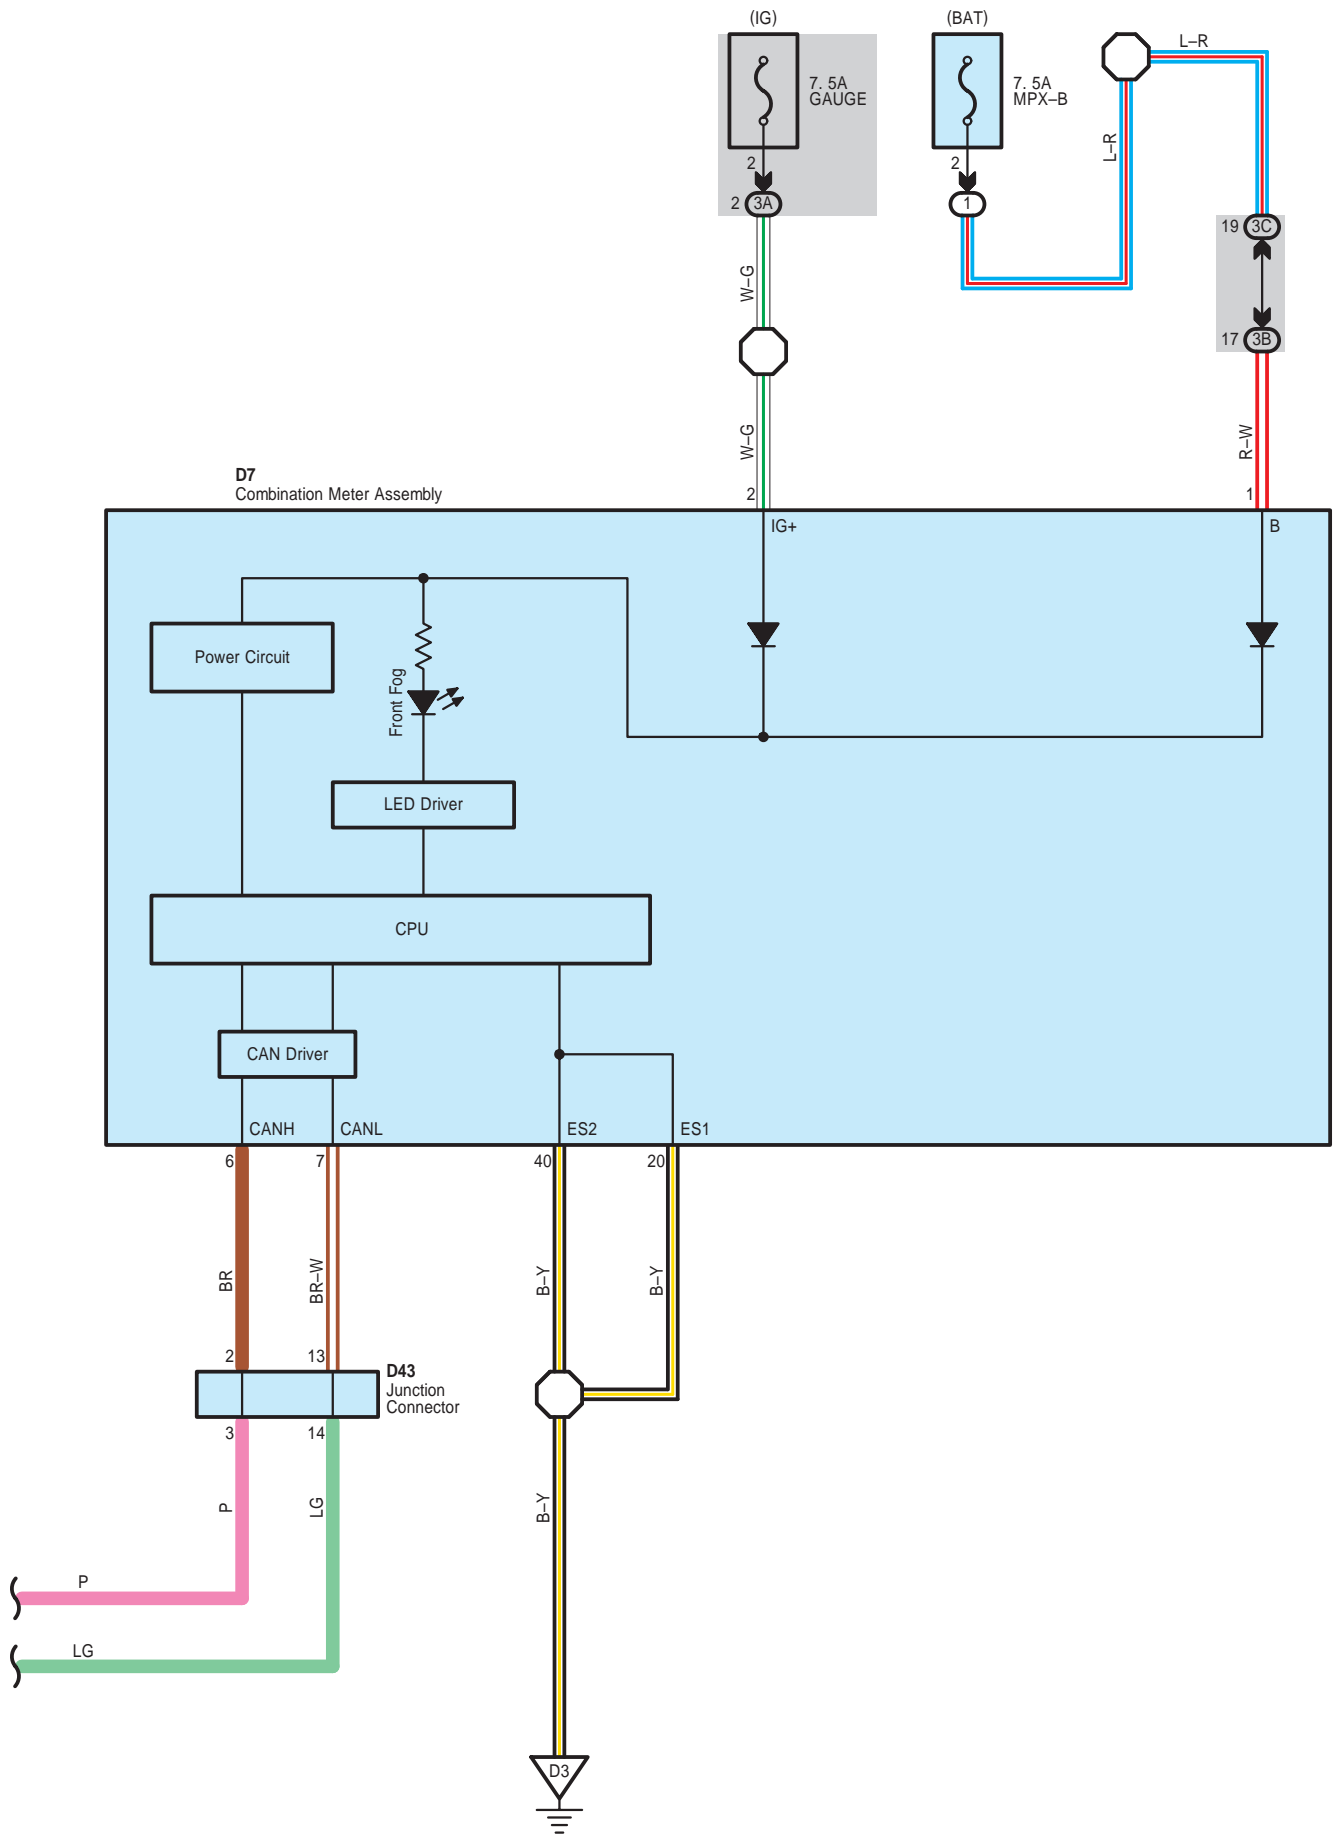 (IG)
(BAT)
L–R
7. 5A
GAUGE
7. 5A
MPX–B
L–R
2
2
2 3A
1
19 3C
W–G
17 3B
W–G
R–W
D7
Combination Meter Assembly
2
1
IG+
B
Power Circuit
Front Fog
LED Driver
CPU
CAN Driver
CANH
CANL
ES2
ES1
6
7
40
20
BR
BR–W
B–Y
B–Y
2
13
D43
Junction
Connector
3
14
P
LG
B–Y
P
LG
D3